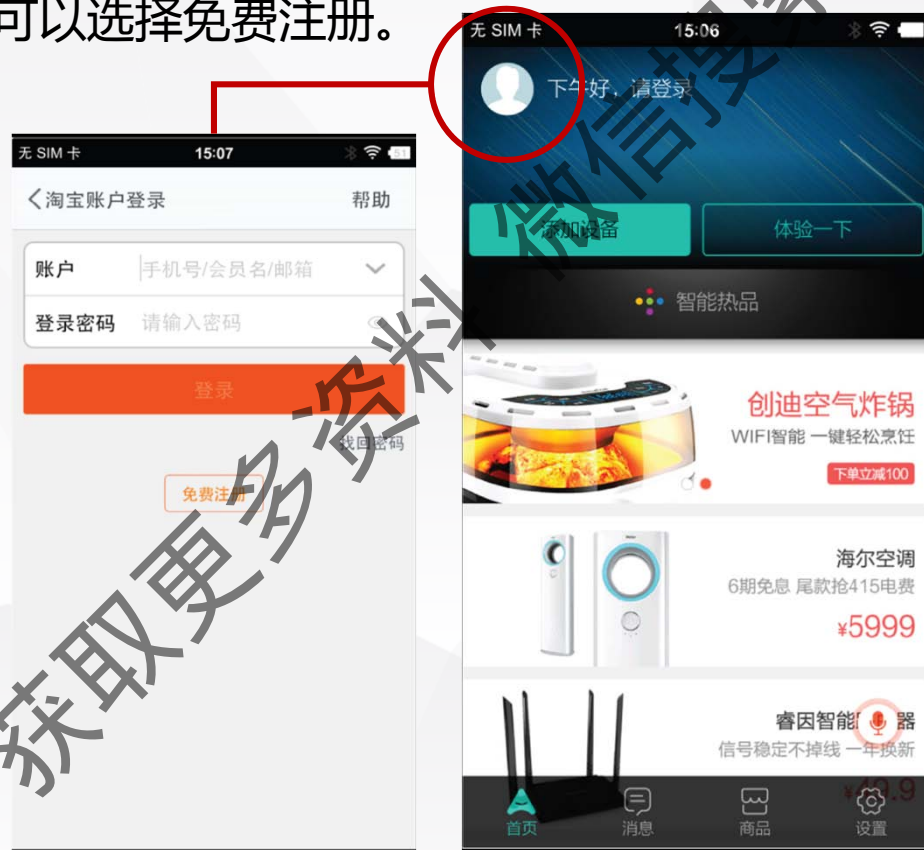 可以选择免费注册。
无 SIM 卡 15:07 51
淘宝账户登录 帮助
账户 手机号/会员名/邮箱
登录密码 请输入密码
登录
找回密码
免费注册
无 SIM 卡 15:06
下午好，请登录
添加设备 体验一下
智能热品
创迪空气炸锅
WIFI智能 一键轻松烹饪
下单立减100
海尔空调
6期免息 尾款抢415电费
¥5999
睿因智能 器
信号稳定不掉线 一年换新
首页 消息 商品 设置
获取更多资料 微信搜索